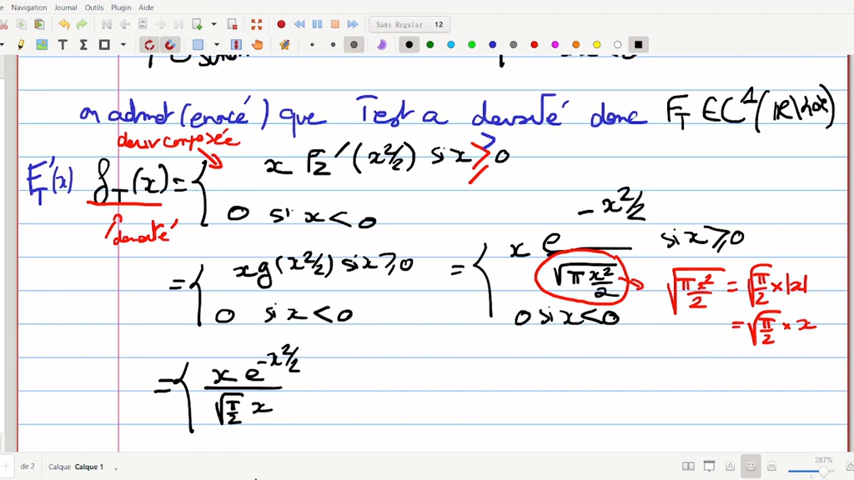 Navigation Journal Outils Plugin Aide
Sans Regular 12
on admet (énoncé) que T est à densité donc F_T ∈ C^1(ℝ\{0})
dériv composée
F_T'(x) f_T(x) = { x F_Z'(x²/2) si x ≥ 0
0 si x < 0
densité
= { x g(x²/2) si x ≥ 0
0 si x < 0
= { x e^{-x²/2} / √(π x²/2) si x ≥ 0
0 si x < 0
√(π x²/2) = √(π/2) × |x|
= √(π/2) × x
= { x e^{-x²/2} / (√(π/2) x)
de 2 Calque Calque 1 287%